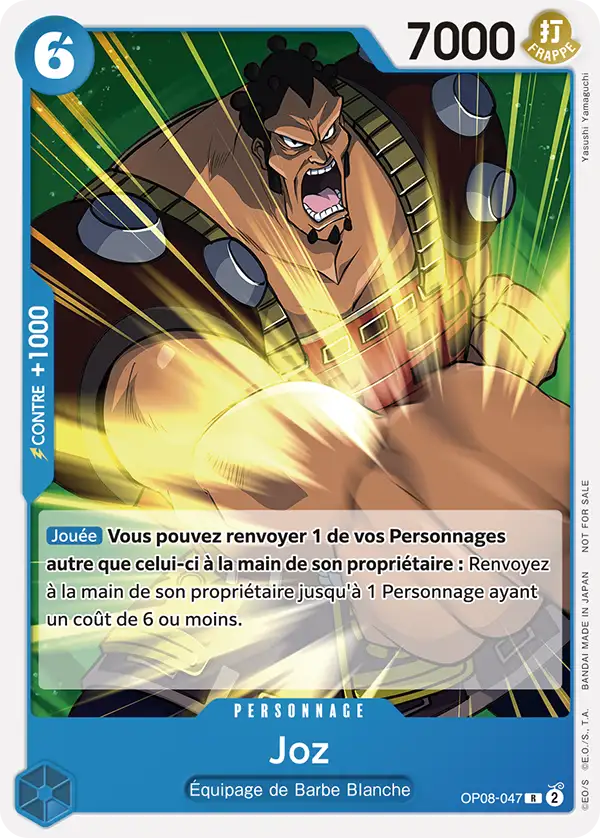 6
7000
打
FRAPPE
Yasushi Yamaguchi
CONTRE +1000
Jouée Vous pouvez renvoyer 1 de vos Personnages
autre que celui-ci à la main de son propriétaire : Renvoyez
à la main de son propriétaire jusqu'à 1 Personnage ayant
un coût de 6 ou moins.
PERSONNAGE
Joz
Équipage de Barbe Blanche
OP08-047 R 2
©E.O/S ©E.O./S., T.A. BANDAI MADE IN JAPAN NOT FOR SALE